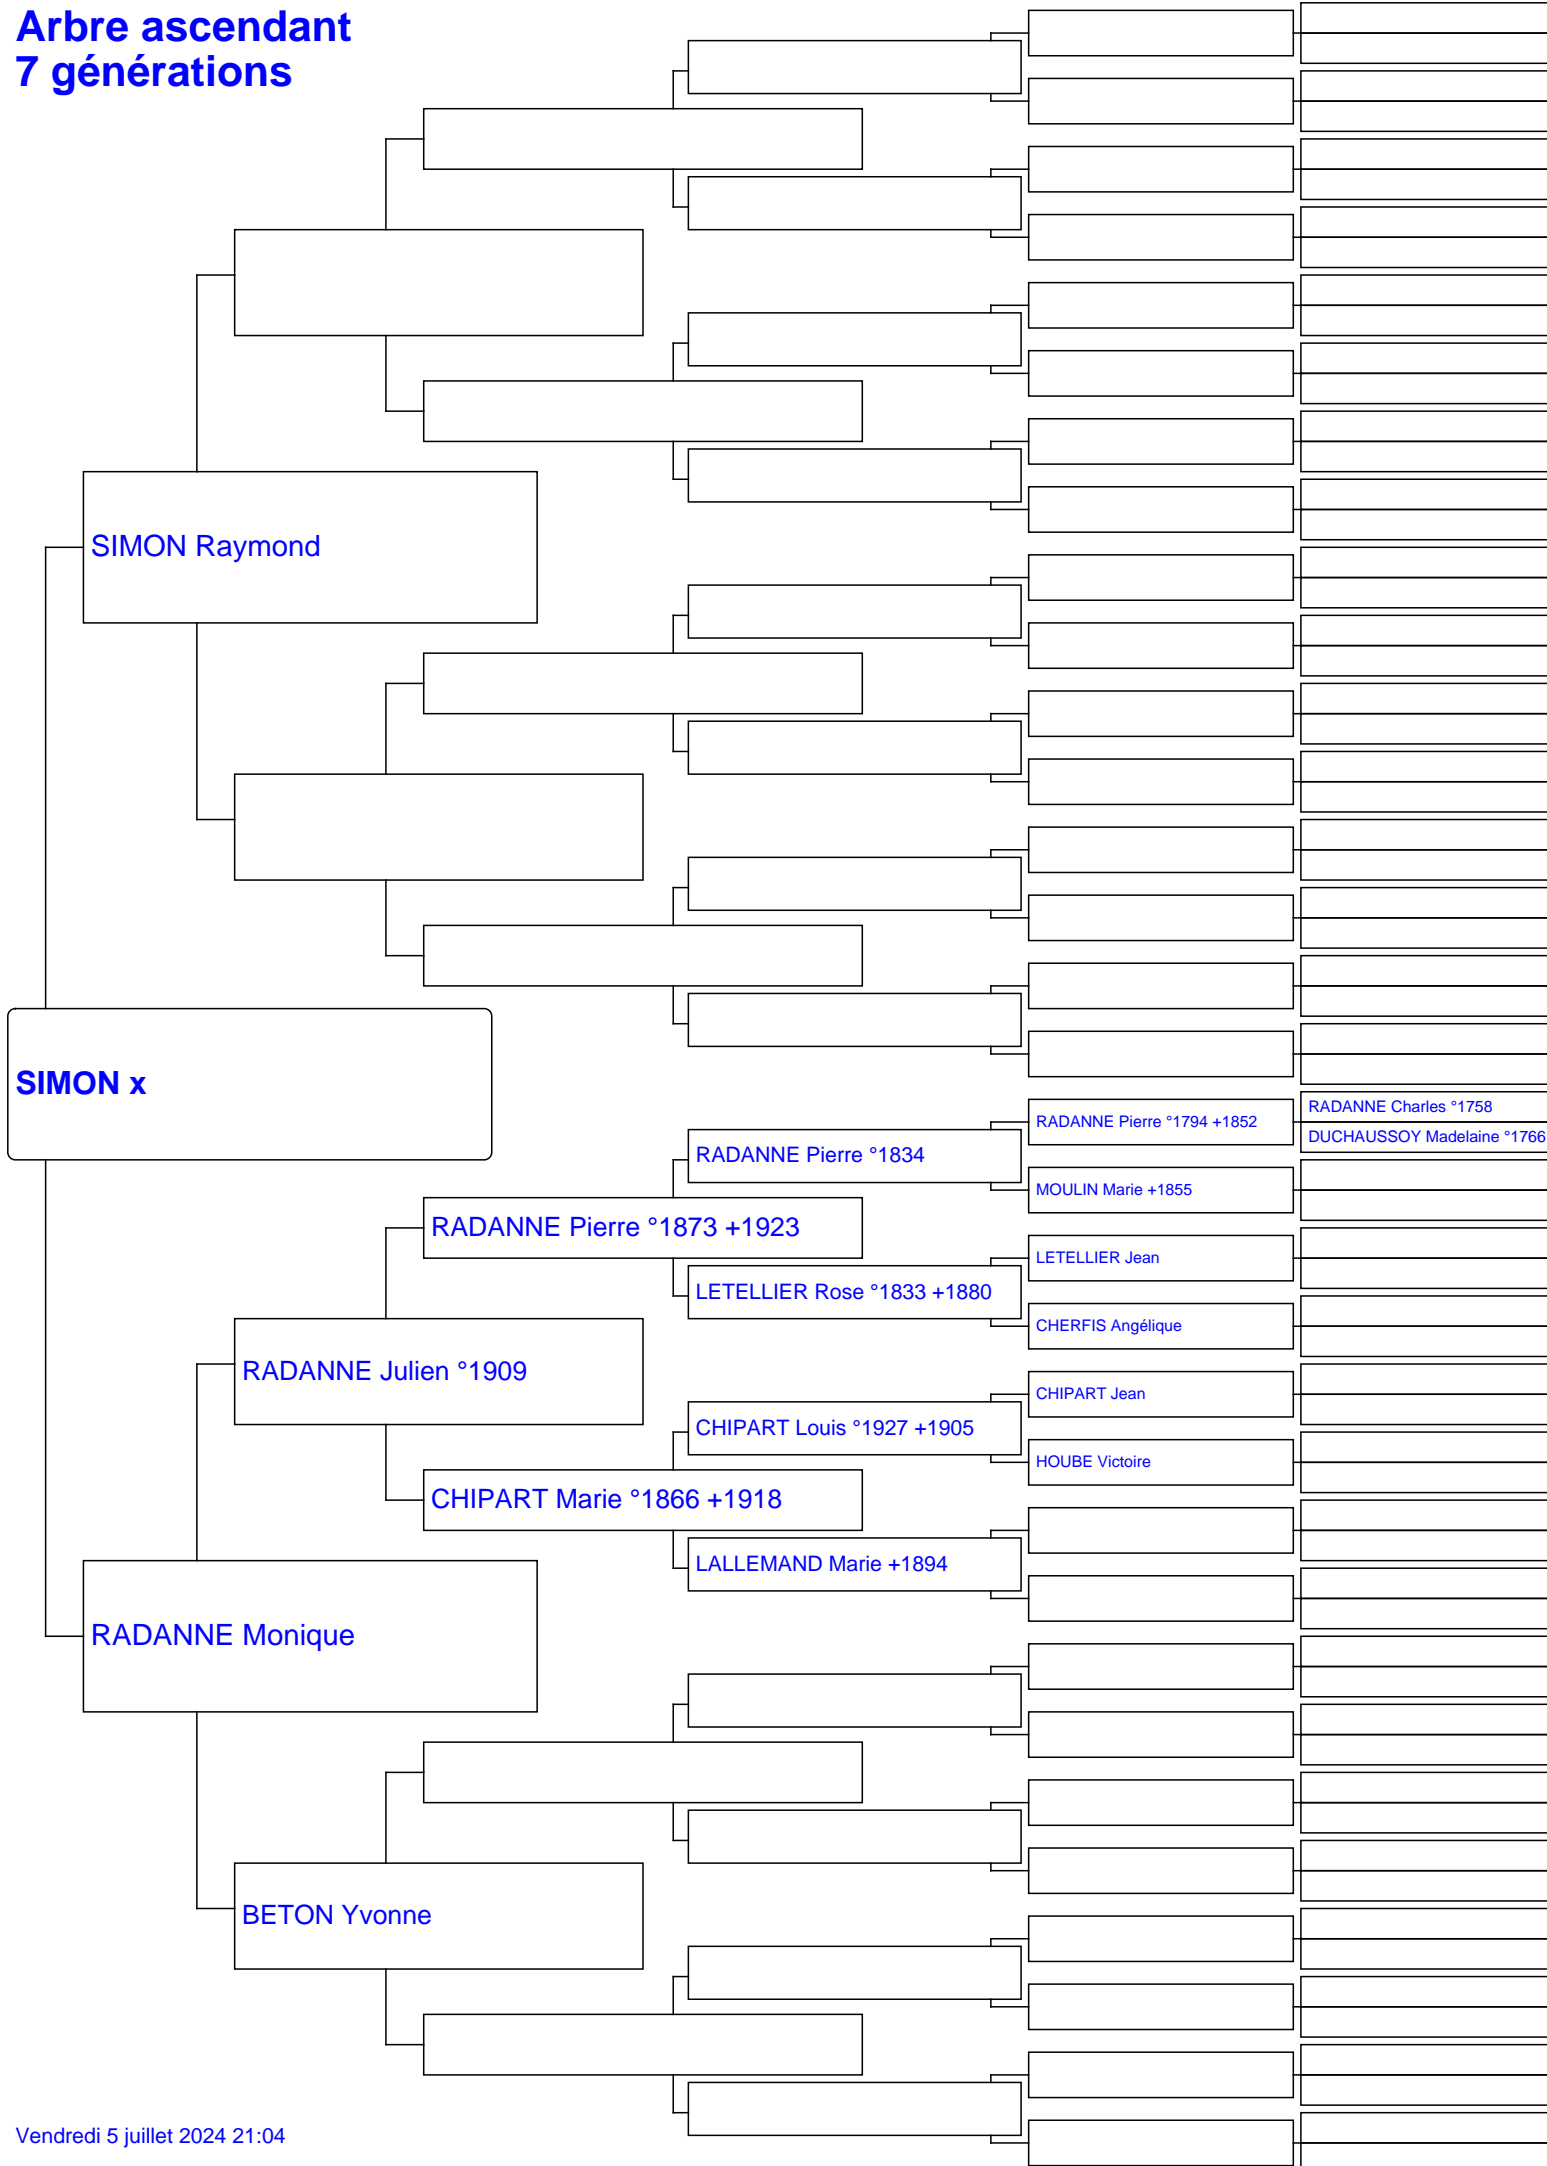 Arbre ascendant
7 générations
SIMON Raymond
SIMON x
RADANNE Charles °1758
RADANNE Pierre °1794 +1852
DUCHAUSSOY Madelaine °1766
RADANNE Pierre °1834
MOULIN Marie +1855
RADANNE Pierre °1873 +1923
LETELLIER Jean
LETELLIER Rose °1833 +1880
CHERFIS Angélique
RADANNE Julien °1909
CHIPART Jean
CHIPART Louis °1927 +1905
HOUBE Victoire
CHIPART Marie °1866 +1918
LALLEMAND Marie +1894
RADANNE Monique
BETON Yvonne
Vendredi 5 juillet 2024 21:04